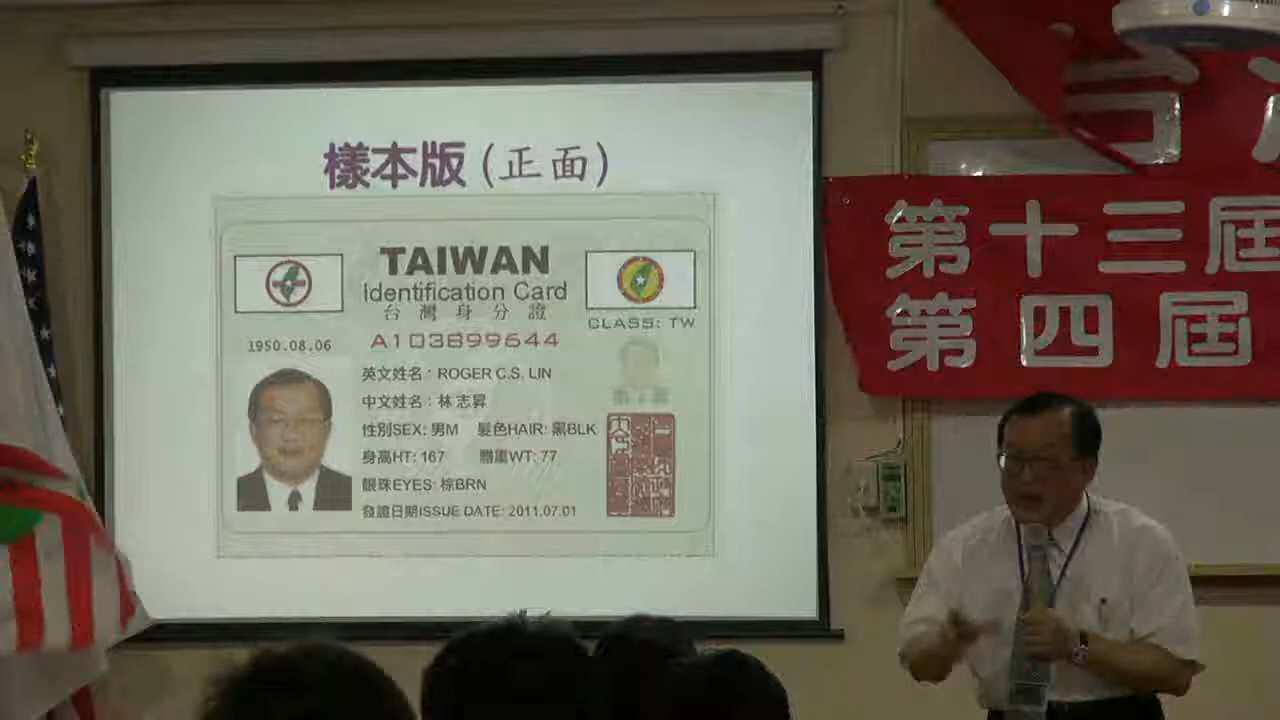 樣本版(正面)
TAIWAN
Identification Card
台灣身分證
CLASS: TW
1950.08.06
A103899644
英文姓名：ROGER C.S. LIN
中文姓名：林志昇
性別SEX: 男M 髮色HAIR: 黑BLK
身高HT: 167 體重WT: 77
眼珠EYES: 棕BRN
發證日期ISSUE DATE: 2011.07.01
第十三屆
第四屆